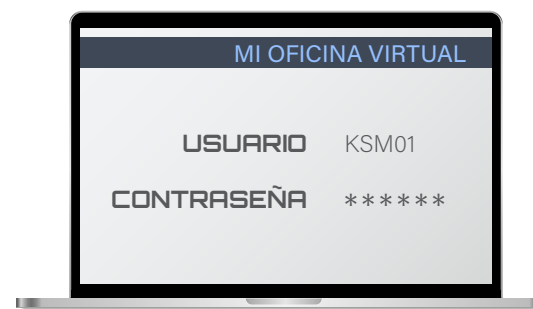 MI OFICINA VIRTUAL
USUARIO KSM01
CONTRASEÑA ******